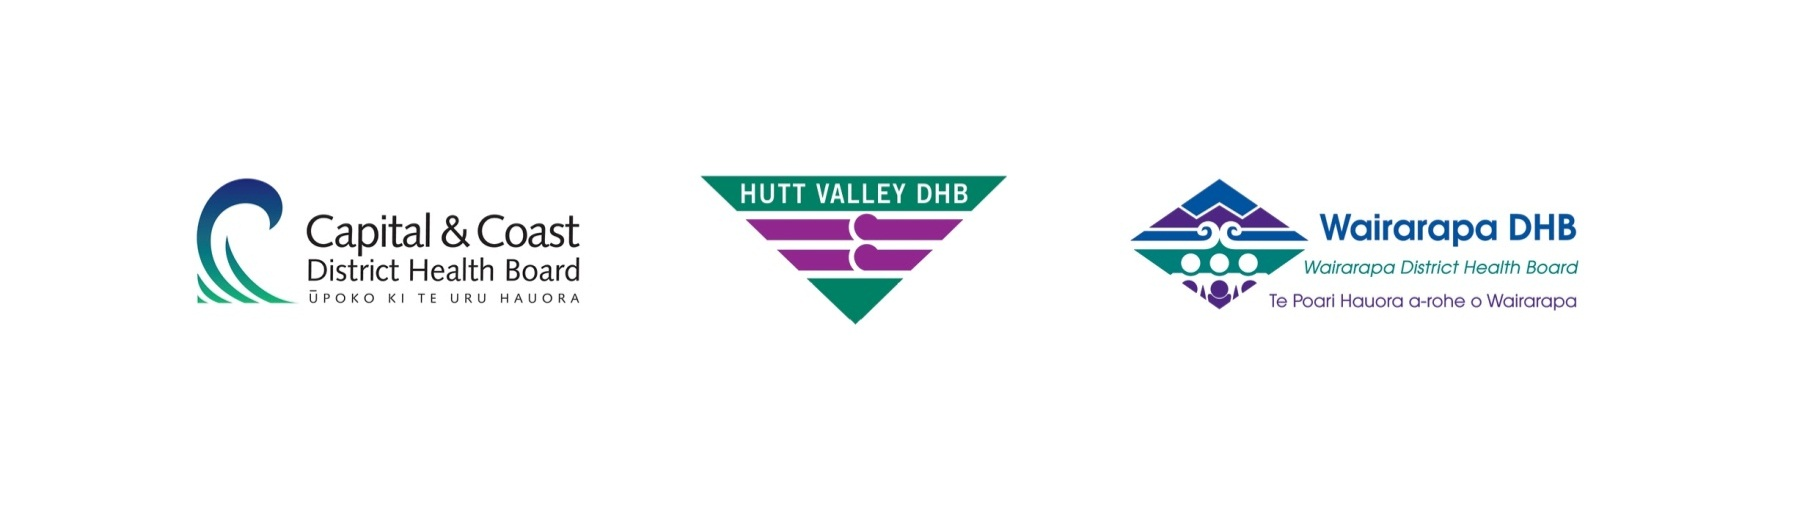 Capital & Coast
District Health Board
ŪPOKO KI TE URU HAUORA
HUTT VALLEY DHB
Wairarapa DHB
Wairarapa District Health Board
Te Poari Hauora a-rohe o Wairarapa